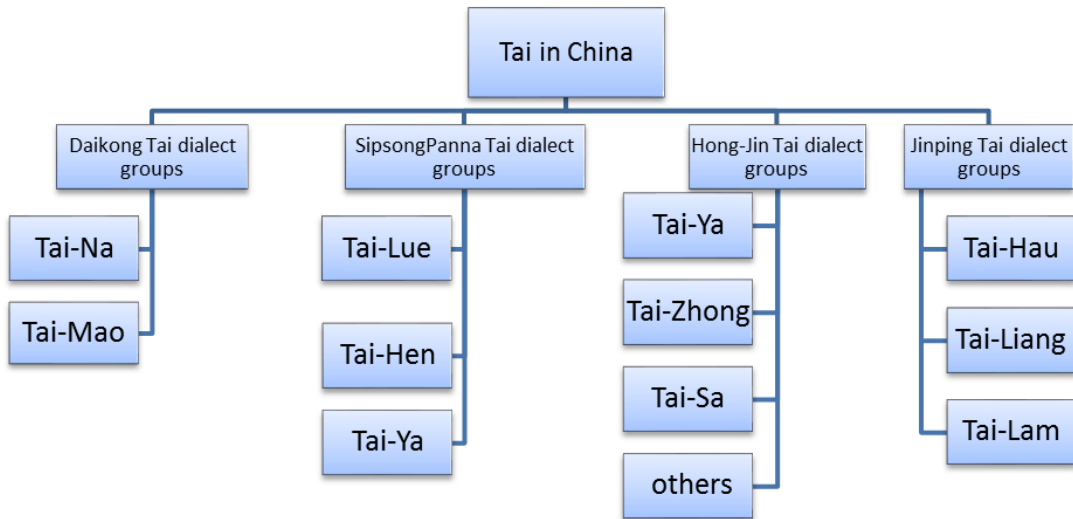 Tai in China
Daikong Tai dialect
groups
Tai-Na
Tai-Mao
SipsongPanna Tai dialect
groups
Tai-Lue
Tai-Hen
Tai-Ya
Hong-Jin Tai dialect
groups
Tai-Ya
Tai-Zhong
Tai-Sa
others
Jinping Tai dialect
groups
Tai-Hau
Tai-Liang
Tai-Lam